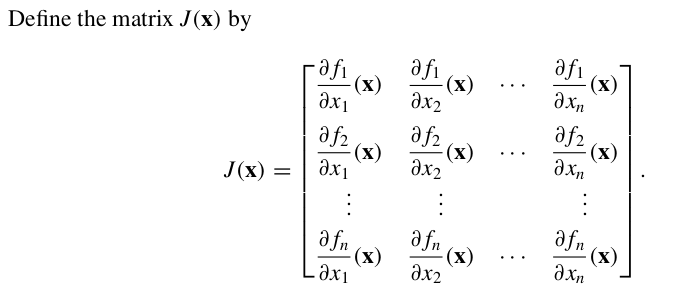 Define the matrix J(x) by
J(x) = [ ∂f₁/∂x₁ (x) ∂f₁/∂x₂ (x) ⋯ ∂f₁/∂xₙ (x)
∂f₂/∂x₁ (x) ∂f₂/∂x₂ (x) ⋯ ∂f₂/∂xₙ (x)
⋮ ⋮ ⋮
∂fₙ/∂x₁ (x) ∂fₙ/∂x₂ (x) ⋯ ∂fₙ/∂xₙ (x) ] .